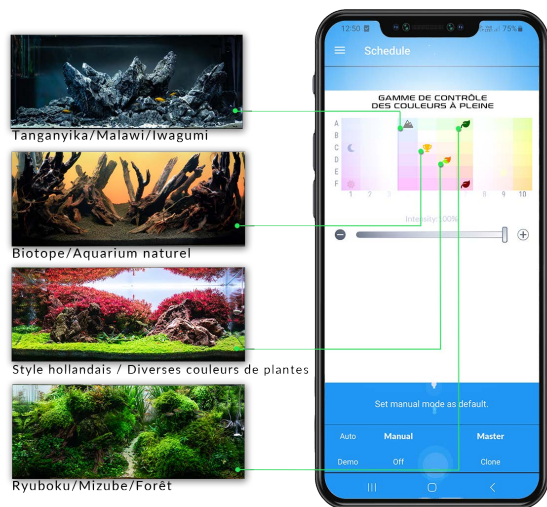 Tanganyika/Malawi/Iwagumi
Biotope/Aquarium naturel
Style hollandais / Diverses couleurs de plantes
Ryuboku/Mizube/Forêt
12:50
75%
Schedule
GAMME DE CONTRÔLE
DES COULEURS À PLEINE
A
B
C
D
E
F
1 2 3 8 9 10
Intensity:100%
Set manual mode as default.
Auto Manual Master
Demo Off Clone